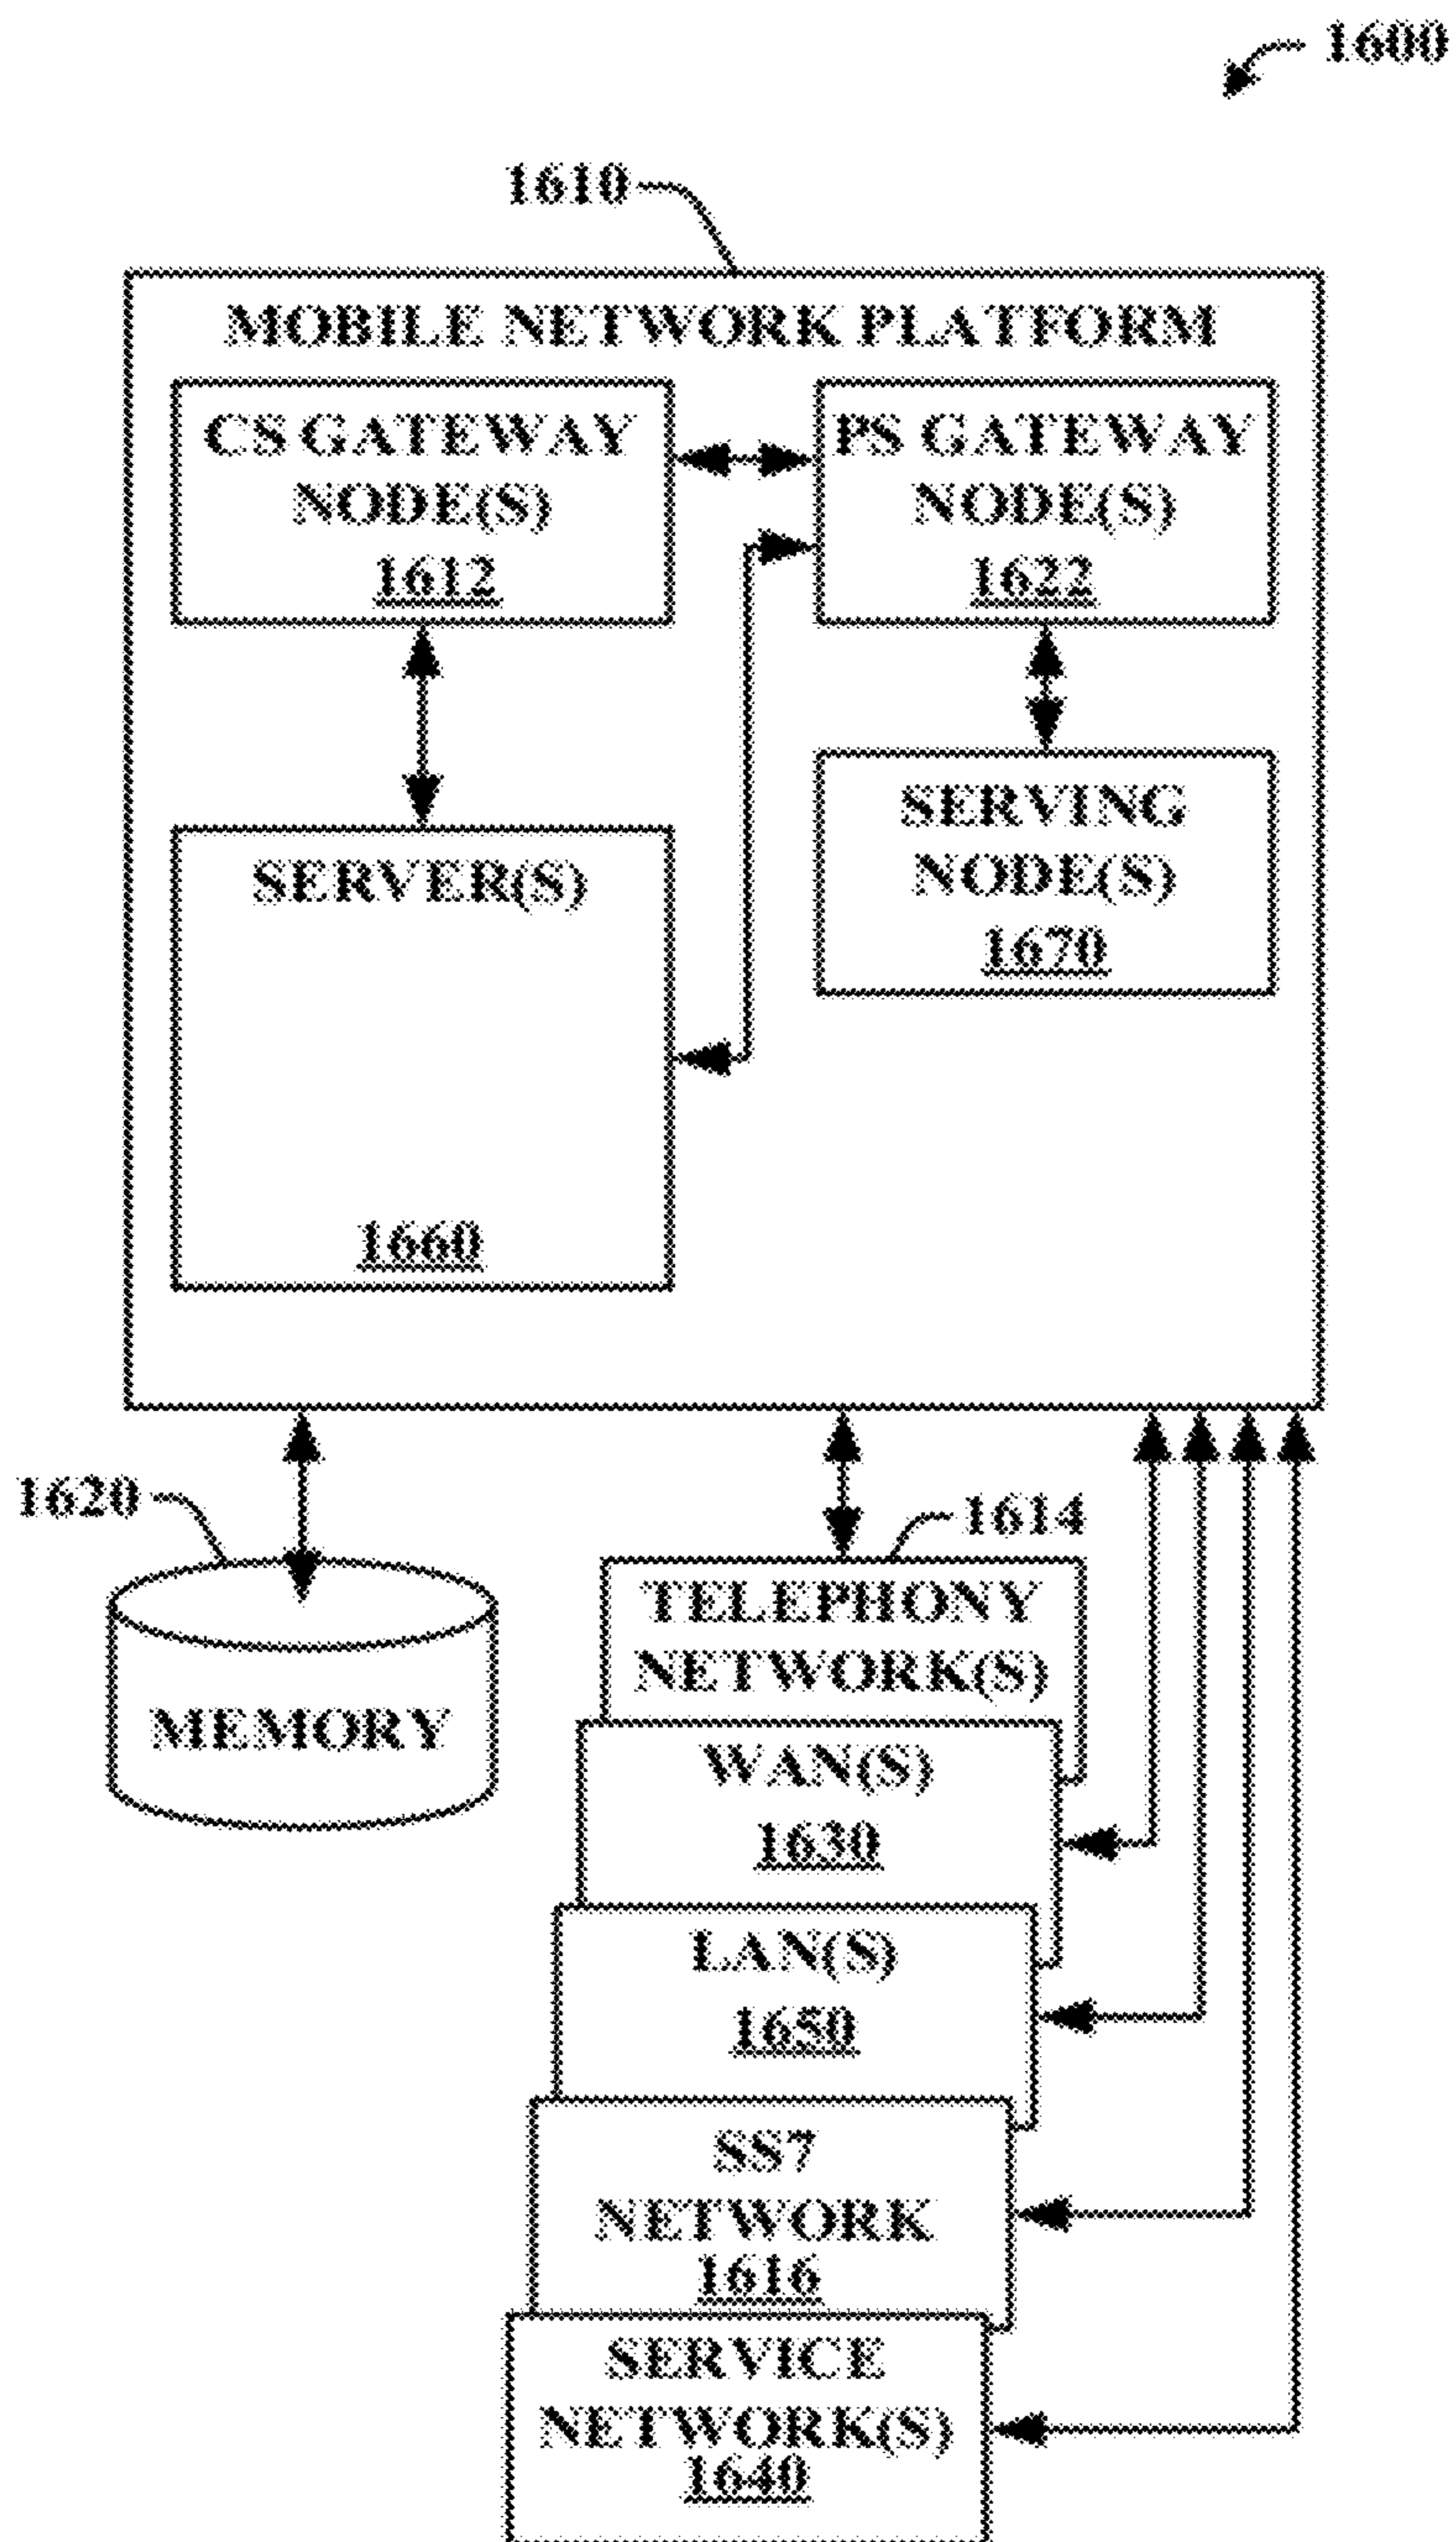 1600
1610
MOBILE NETWORK PLATFORM
CS GATEWAY
NODE(S)
1612
PS GATEWAY
NODE(S)
1622
SERVING
NODE(S)
1670
SERVER(S)
1660
1620
MEMORY
1614
TELEPHONY
NETWORK(S)
WAN(S)
1630
LAN(S)
1650
SS7
NETWORK
1616
SERVICE
NETWORK(S)
1640